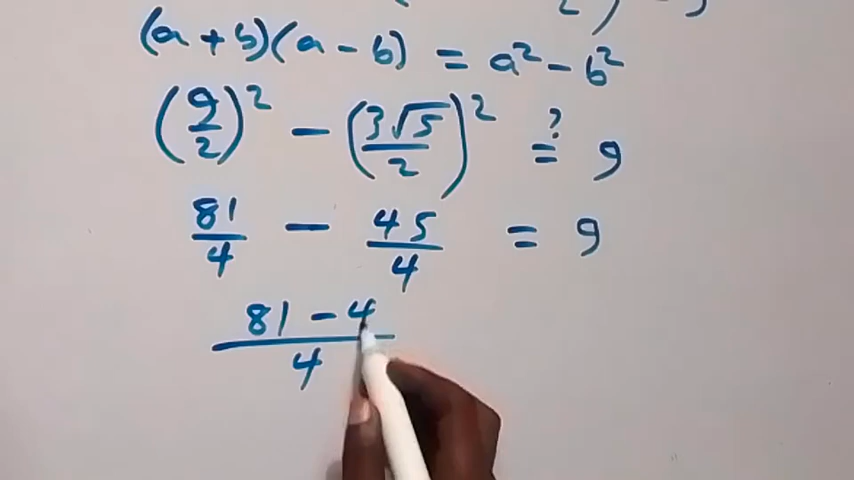 (a + b)(a - b) = a² - b²
(9/2)² - (3√5/2)² ≟ 9
81/4 - 45/4 = 9
81 - 4/4